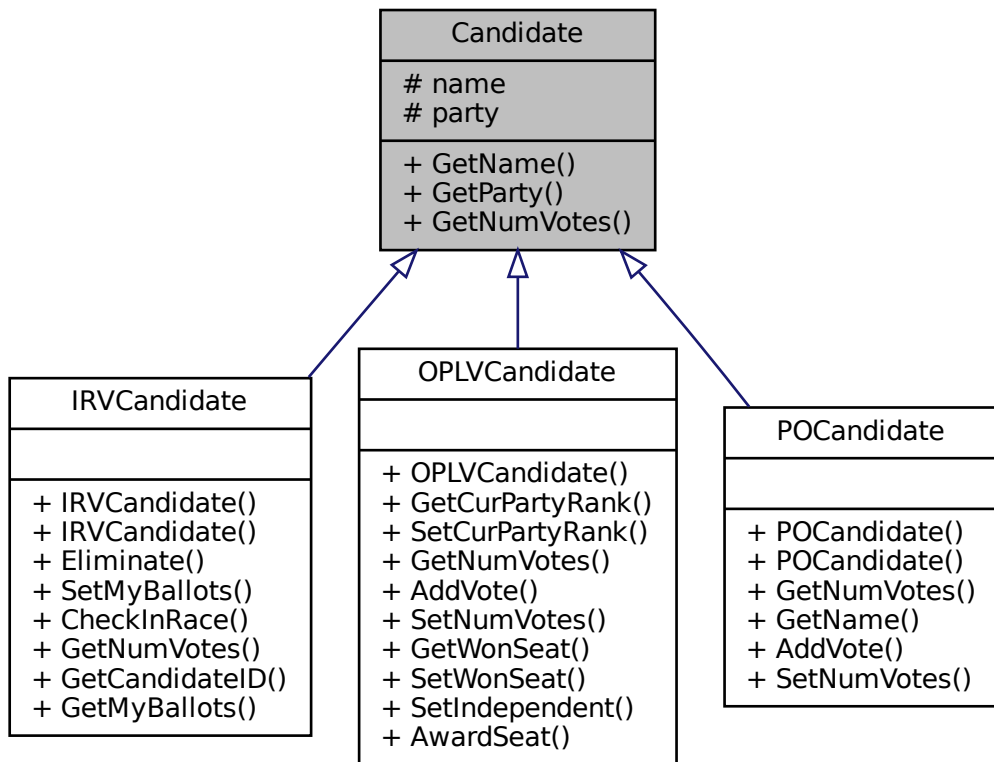 Candidate
# name
# party
+ GetName()
+ GetParty()
+ GetNumVotes()
IRVCandidate
+ IRVCandidate()
+ IRVCandidate()
+ Eliminate()
+ SetMyBallots()
+ CheckInRace()
+ GetNumVotes()
+ GetCandidateID()
+ GetMyBallots()
OPLVCandidate
+ OPLVCandidate()
+ GetCurPartyRank()
+ SetCurPartyRank()
+ GetNumVotes()
+ AddVote()
+ SetNumVotes()
+ GetWonSeat()
+ SetWonSeat()
+ SetIndependent()
+ AwardSeat()
POCandidate
+ POCandidate()
+ POCandidate()
+ GetNumVotes()
+ GetName()
+ AddVote()
+ SetNumVotes()